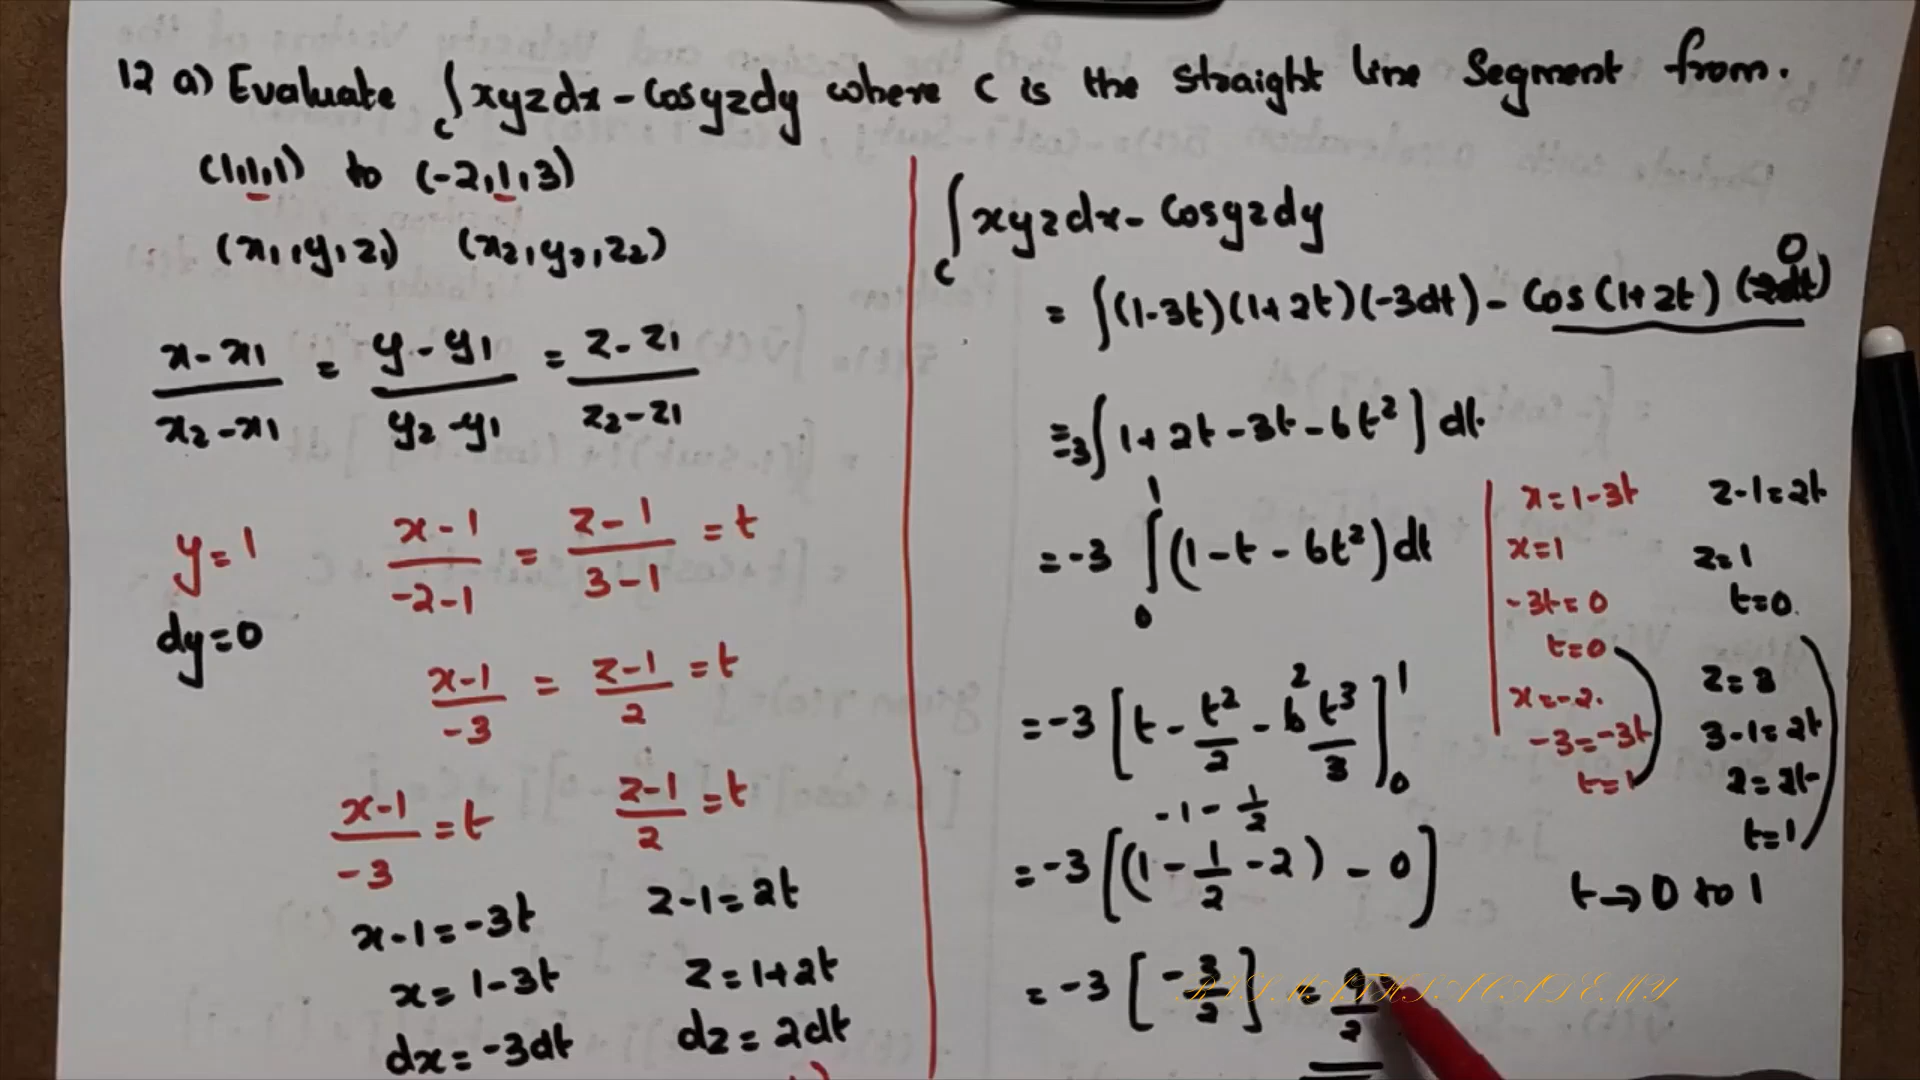 12 a) Evaluate ∫c xyzdx - Cosyzdy where C is the straight line Segment from.
(1,1,1) to (-2,1,3)
(x1,y1,z1) (x2,y2,z2)
(x-x1)/(x2-x1) = (y-y1)/(y2-y1) = (z-z1)/(z2-z1)
y=1 (x-1)/(-2-1) = (z-1)/(3-1) = t
dy=0
(x-1)/-3 = (z-1)/2 = t
(x-1)/-3 = t (z-1)/2 = t
x-1=-3t z-1=2t
x= 1-3t z=1+2t
dx=-3dt dz=2dt
∫c xyzdx - Cosyzdy
0
= ∫(1-3t)(1+2t)(-3dt) - Cos(1+2t)(2dt)
= -3∫1+2t-3t-6t²] dt
= -3 ∫₀¹ (1-t-6t²)dt
= -3 [t - t²/2 - 6² t³/3]₀¹
-1 - 1/2
= -3 [(1 - 1/2 - 2) - 0]
= -3 [-3/2] = 9/2
x=1-3t z-1=2t
x=1 z=1
-3t=0 t=0.
t=0 z=3
x=-2. 3-1=2t
-3=-3t 2=2t
t=1 t=1
t→0 to 1